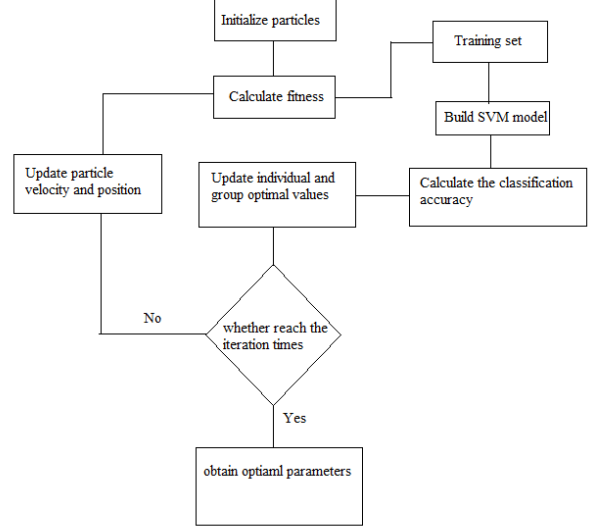 Initialize particles
Training set
Calculate fitness
Build SVM model
Update particle
velocity and position
Update individual and
group optimal values
Calculate the classification
accuracy
No
whether reach the
iteration times
Yes
obtain optiaml parameters